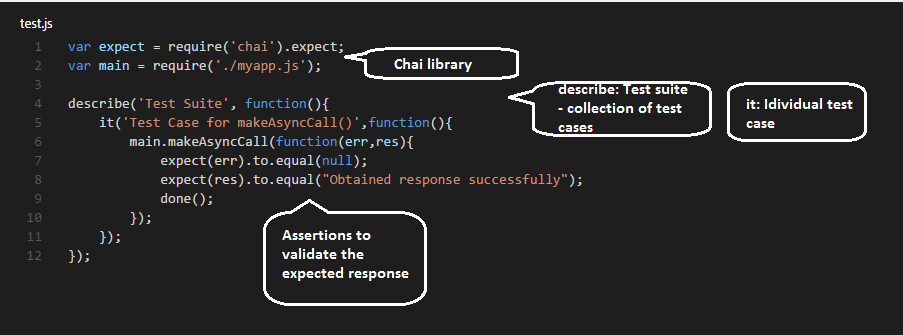 test.js
1 var expect = require('chai').expect;
2 var main = require('./myapp.js');
3
4 describe('Test Suite', function(){
5 it('Test Case for makeAsyncCall()',function(){
6 main.makeAsyncCall(function(err,res){
7 expect(err).to.equal(null);
8 expect(res).to.equal("Obtained response successfully");
9 done();
10 });
11 });
12 });
Chai library
describe: Test suite
- collection of test
cases
it: Idividual test
case
Assertions to
validate the
expected response